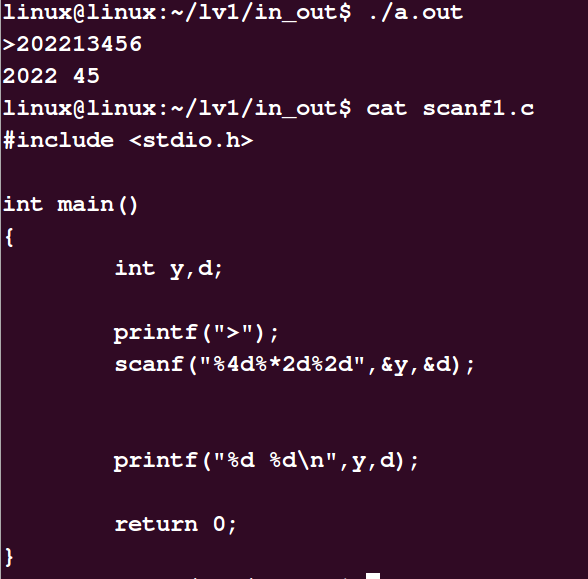 linux@linux:~/lv1/in_out$ ./a.out
>202213456
2022 45
linux@linux:~/lv1/in_out$ cat scanf1.c
#include <stdio.h>
int main()
{
int y,d;
printf(">");
scanf("%4d%*2d%2d",&y,&d);
printf("%d %d\n",y,d);
return 0;
}